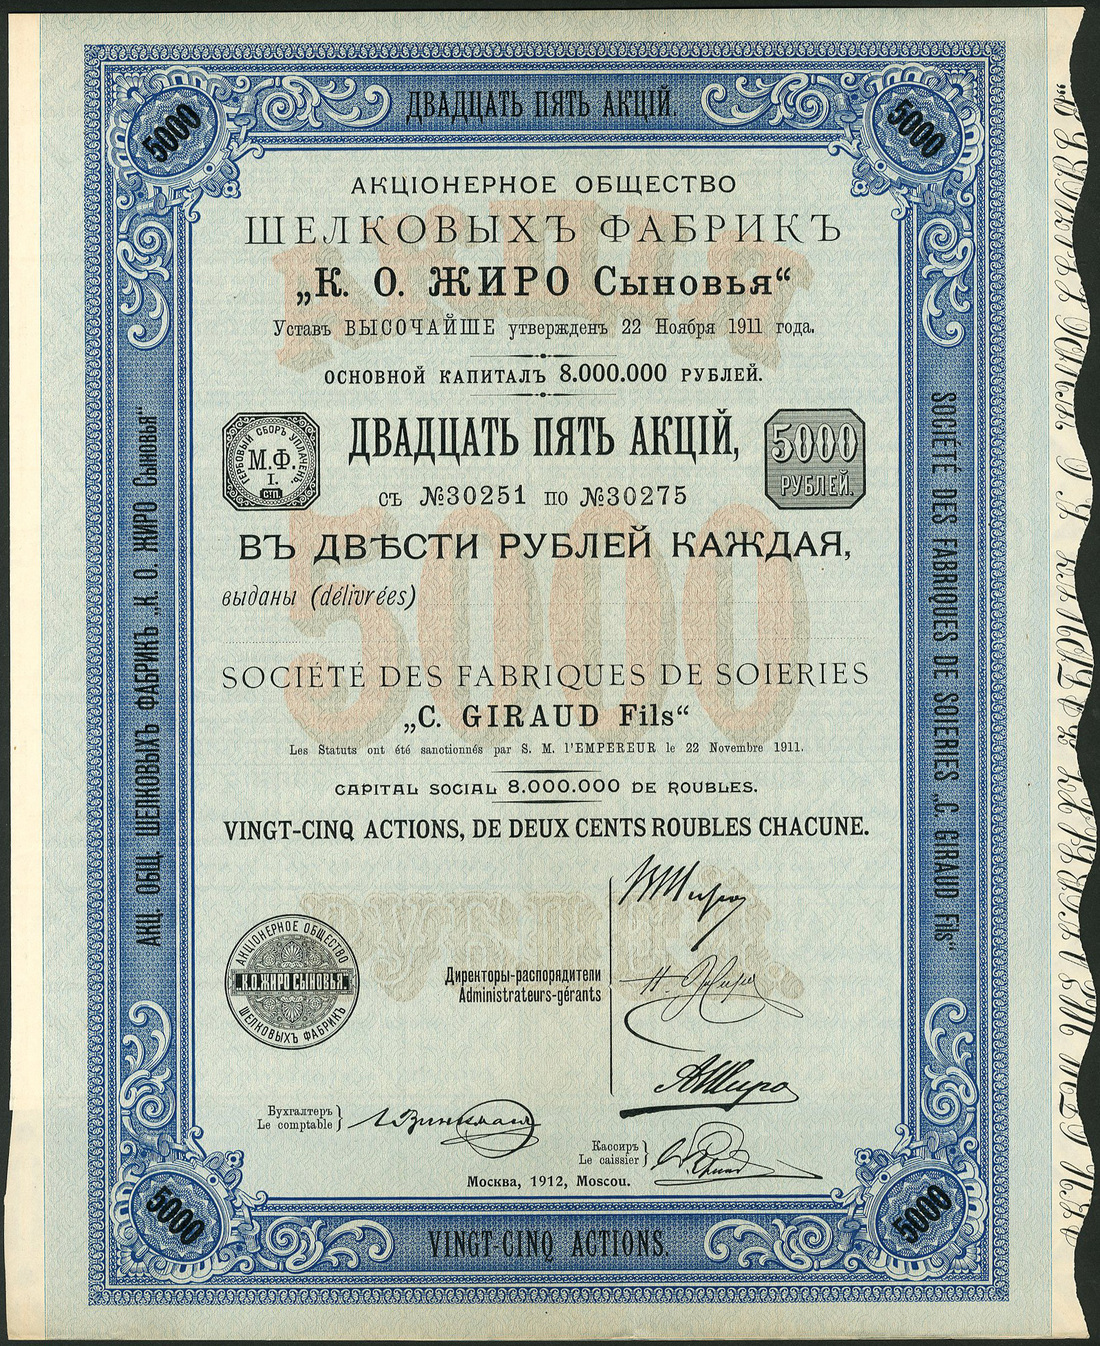 ДВАДЦАТЬ ПЯТЬ АКЦІЙ.
5000
5000
АКЦІОНЕРНОЕ ОБЩЕСТВО
ШЕЛКОВЫХЪ ФАБРИКЪ
„К. О. ЖИРО Сыновья“
Уставъ ВЫСОЧАЙШЕ утвержденъ 22 Ноября 1911 года.
ОСНОВНОЙ КАПИТАЛЪ 8.000.000 РУБЛЕЙ.
ДВАДЦАТЬ ПЯТЬ АКЦІЙ,
ГЕРБОВЫЙ СБОРЪ УПЛАЧЕНЪ.
М.Ф.
I.
ст.
5000
РУБЛЕЙ.
съ №30251 по №30275
ВЪ ДВѢСТИ РУБЛЕЙ КАЖДАЯ,
выданы (délivrées)
АКЦІЯ
5000
РУБЛЕЙ
SOCIÉTÉ DES FABRIQUES DE SOIERIES
„C. GIRAUD Fils“
Les Statuts ont été sanctionnés par S. M. l'EMPEREUR le 22 Novembre 1911.
CAPITAL SOCIAL 8.000.000 DE ROUBLES.
VINGT-CINQ ACTIONS, DE DEUX CENTS ROUBLES CHACUNE.
АКЦ. ОБЩ. ШЕЛКОВЫХЪ ФАБРИКЪ „К. О. ЖИРО Сыновья“
SOCIÉTÉ DES FABRIQUES DE SOIERIES „C. GIRAUD Fils“
АКЦІОНЕРНОЕ ОБЩЕСТВО
„К.О.ЖИРО СЫНОВЬЯ.
ШЕЛКОВЫХЪ ФАБРИКЪ
Директоры-распорядители
Administrateurs-gérants
Бухгалтеръ
Le comptable
Кассиръ
Le caissier
Москва, 1912, Moscou.
5000
5000
VINGT-CINQ ACTIONS.